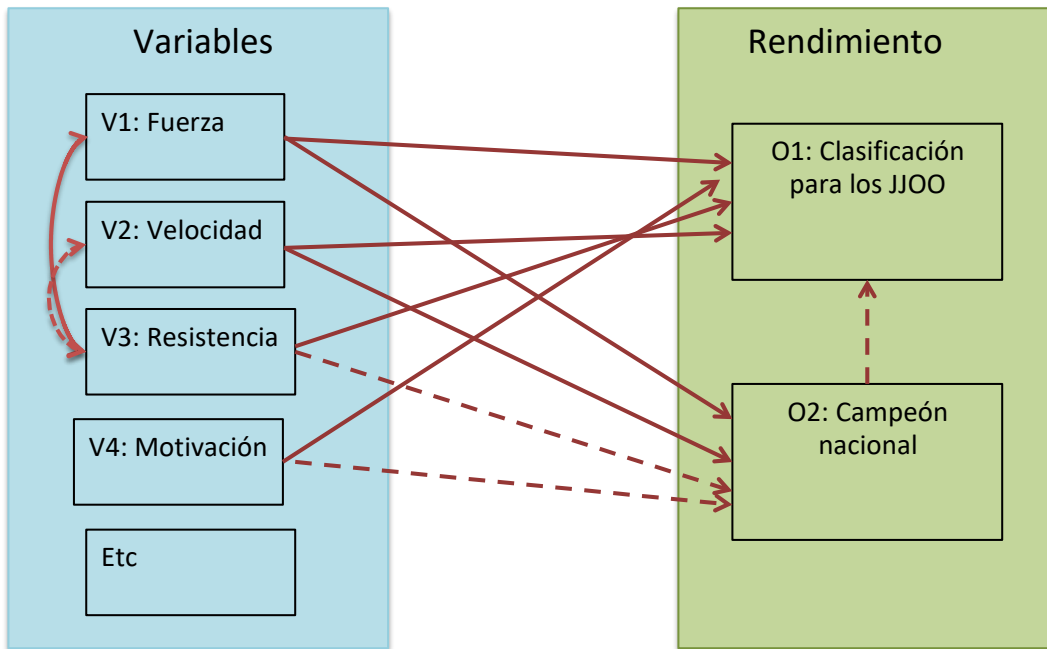 Variables
V1: Fuerza
V2: Velocidad
V3: Resistencia
V4: Motivación
Etc
Rendimiento
O1: Clasificación
para los JJOO
O2: Campeón
nacional